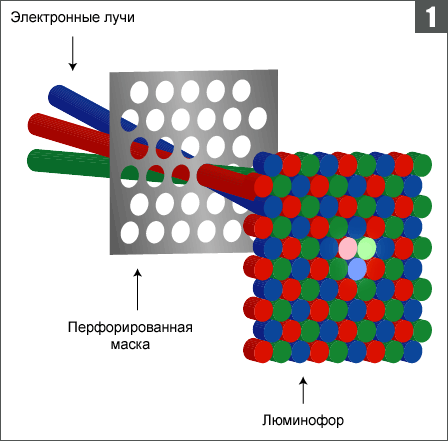 1
Электронные лучи
Перфорированная
маска
Люминофор